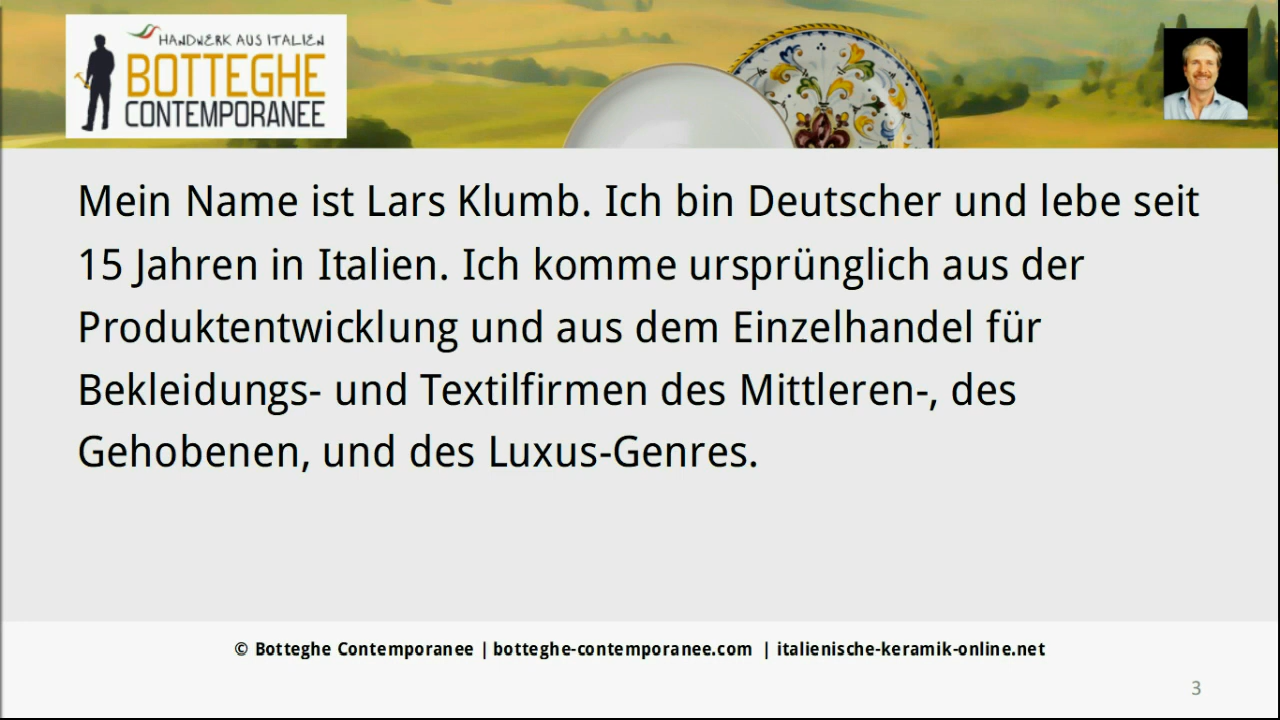 HANDWERK AUS ITALIEN
BOTTEGHE
CONTEMPORANEE
Mein Name ist Lars Klumb. Ich bin Deutscher und lebe seit
15 Jahren in Italien. Ich komme ursprünglich aus der
Produktentwicklung und aus dem Einzelhandel für
Bekleidungs- und Textilfirmen des Mittleren-, des
Gehobenen, und des Luxus-Genres.
© Botteghe Contemporanee | botteghe-contemporanee.com | italienische-keramik-online.net
3